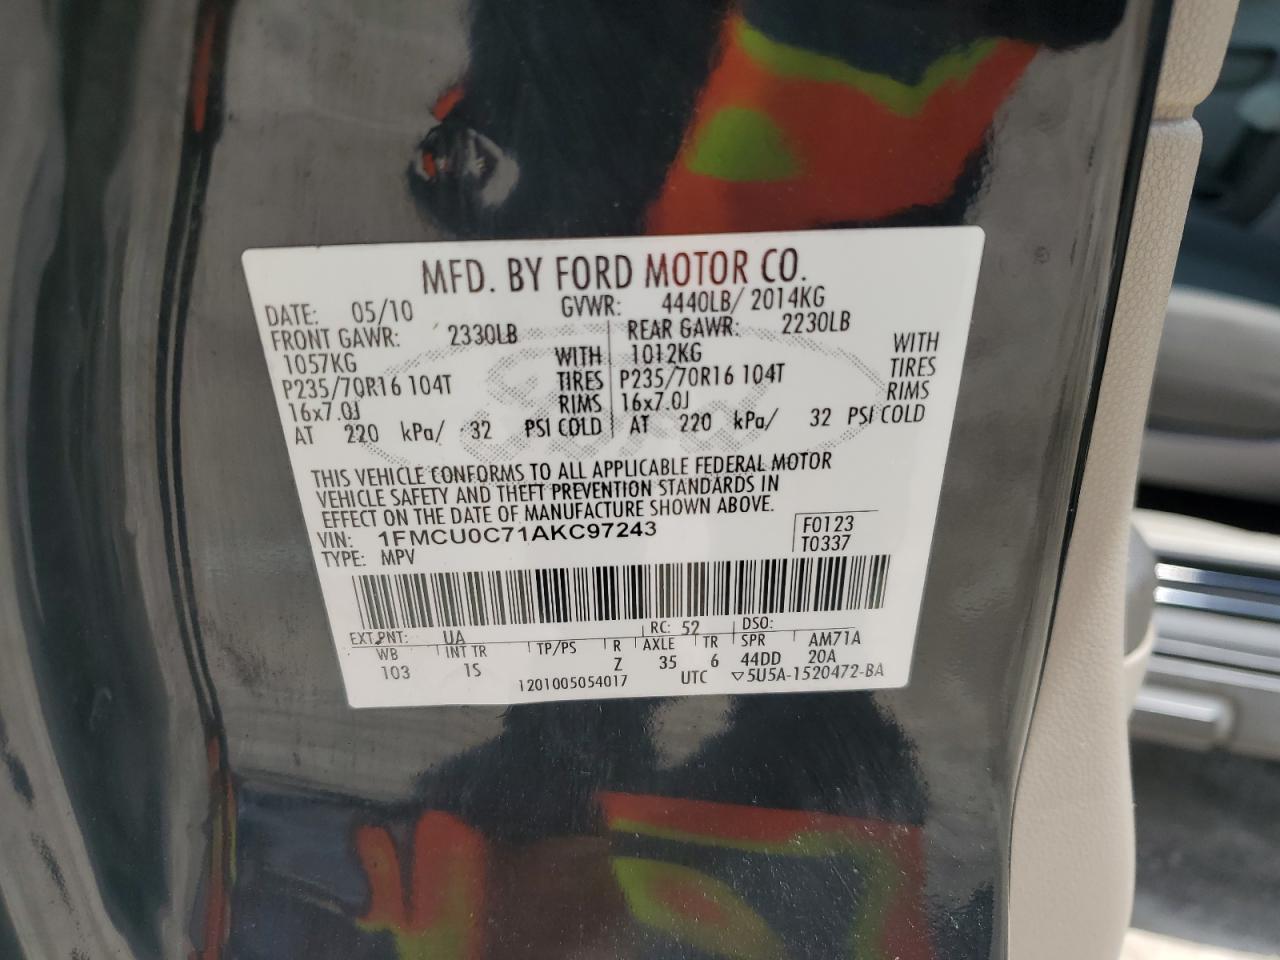 MFD. BY FORD MOTOR CO.
DATE: 05/10 GVWR: 4440LB/ 2014KG
FRONT GAWR: 2330LB REAR GAWR: 2230LB
1057KG WITH 1012KG WITH
P235/70R16 104T TIRES P235/70R16 104T TIRES
16x7.0J RIMS 16x7.0J RIMS
AT 220 kPa/ 32 PSI COLD AT 220 kPa/ 32 PSI COLD
THIS VEHICLE CONFORMS TO ALL APPLICABLE FEDERAL MOTOR
VEHICLE SAFETY AND THEFT PREVENTION STANDARDS IN
EFFECT ON THE DATE OF MANUFACTURE SHOWN ABOVE.
VIN: 1FMCU0C71AKC97243 F0123
TYPE: MPV T0337
EXT PNT: UA RC: 52 DSO:
WB INT TR TP/PS R AXLE TR SPR AM71A
103 1S Z 35 6 44DD 20A
1201005054017 UTC ▽5U5A-1520472-BA